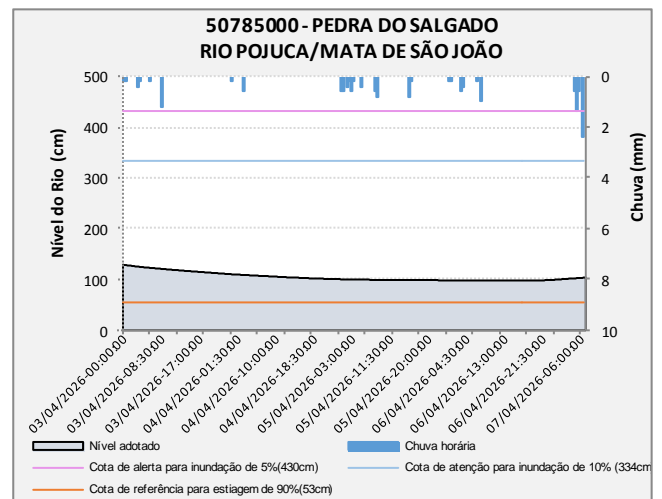 50785000 - PEDRA DO SALGADO
RIO POJUCA/MATA DE SÃO JOÃO
Nível do Rio (cm)
500
400
300
200
100
0
Chuva (mm)
0
2
4
6
8
10
03/04/2026-00:00:00
03/04/2026-08:30:00
03/04/2026-17:00:00
04/04/2026-01:30:00
04/04/2026-10:00:00
04/04/2026-18:30:00
05/04/2026-03:00:00
05/04/2026-11:30:00
05/04/2026-20:00:00
06/04/2026-04:30:00
06/04/2026-13:00:00
06/04/2026-21:30:00
07/04/2026-06:00:00
Nível adotado
Chuva horária
Cota de alerta para inundação de 5%(430cm)
Cota de atenção para inundação de 10% (334cm
Cota de referência para estiagem de 90%(53cm)